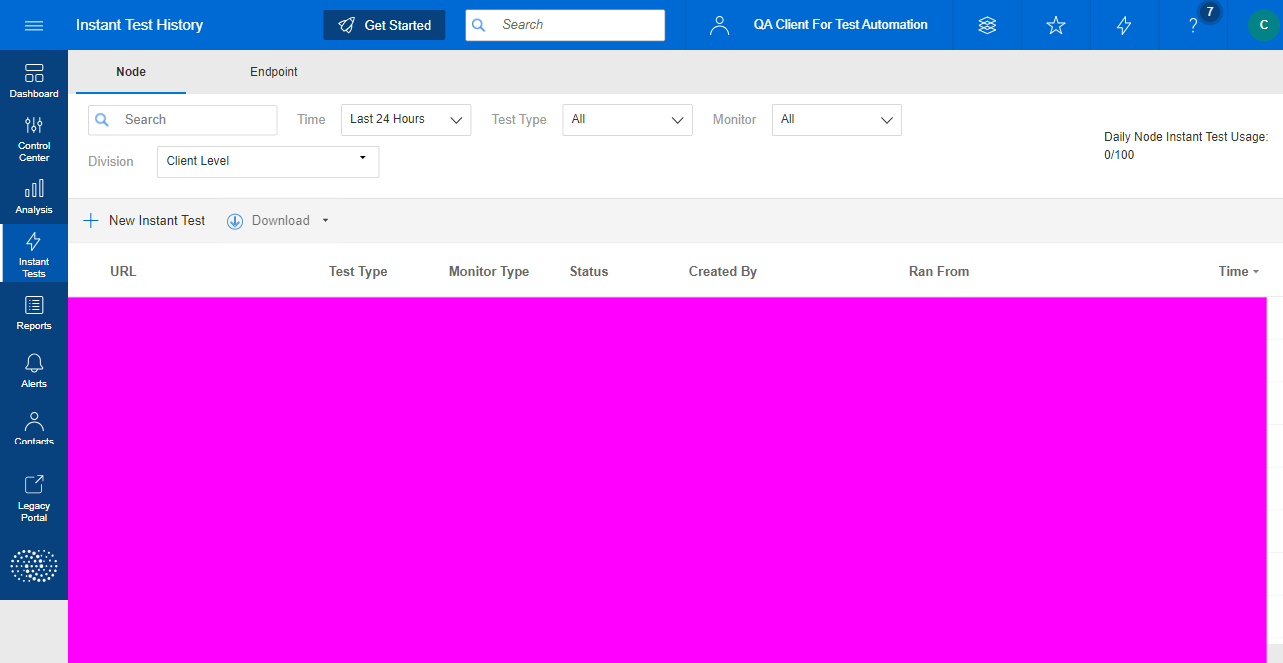 Instant Test History
Get Started
Search
QA Client For Test Automation
?
7
C
Dashboard
Control
Center
Analysis
Instant
Tests
Reports
Alerts
Contacts
Legacy
Portal
Node
Endpoint
Search
Time
Last 24 Hours
Test Type
All
Monitor
All
Division
Client Level
Daily Node Instant Test Usage:
0/100
New Instant Test
Download
URL
Test Type
Monitor Type
Status
Created By
Ran From
Time